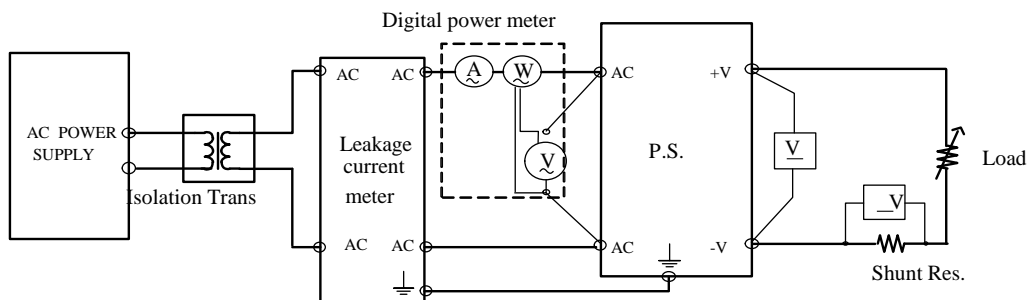 Digital power meter
AC POWER
SUPPLY
Isolation Trans
AC
AC
Leakage
current
meter
AC
AC
A
W
V
AC
+V
P.S.
AC
-V
V
Load
V
Shunt Res.